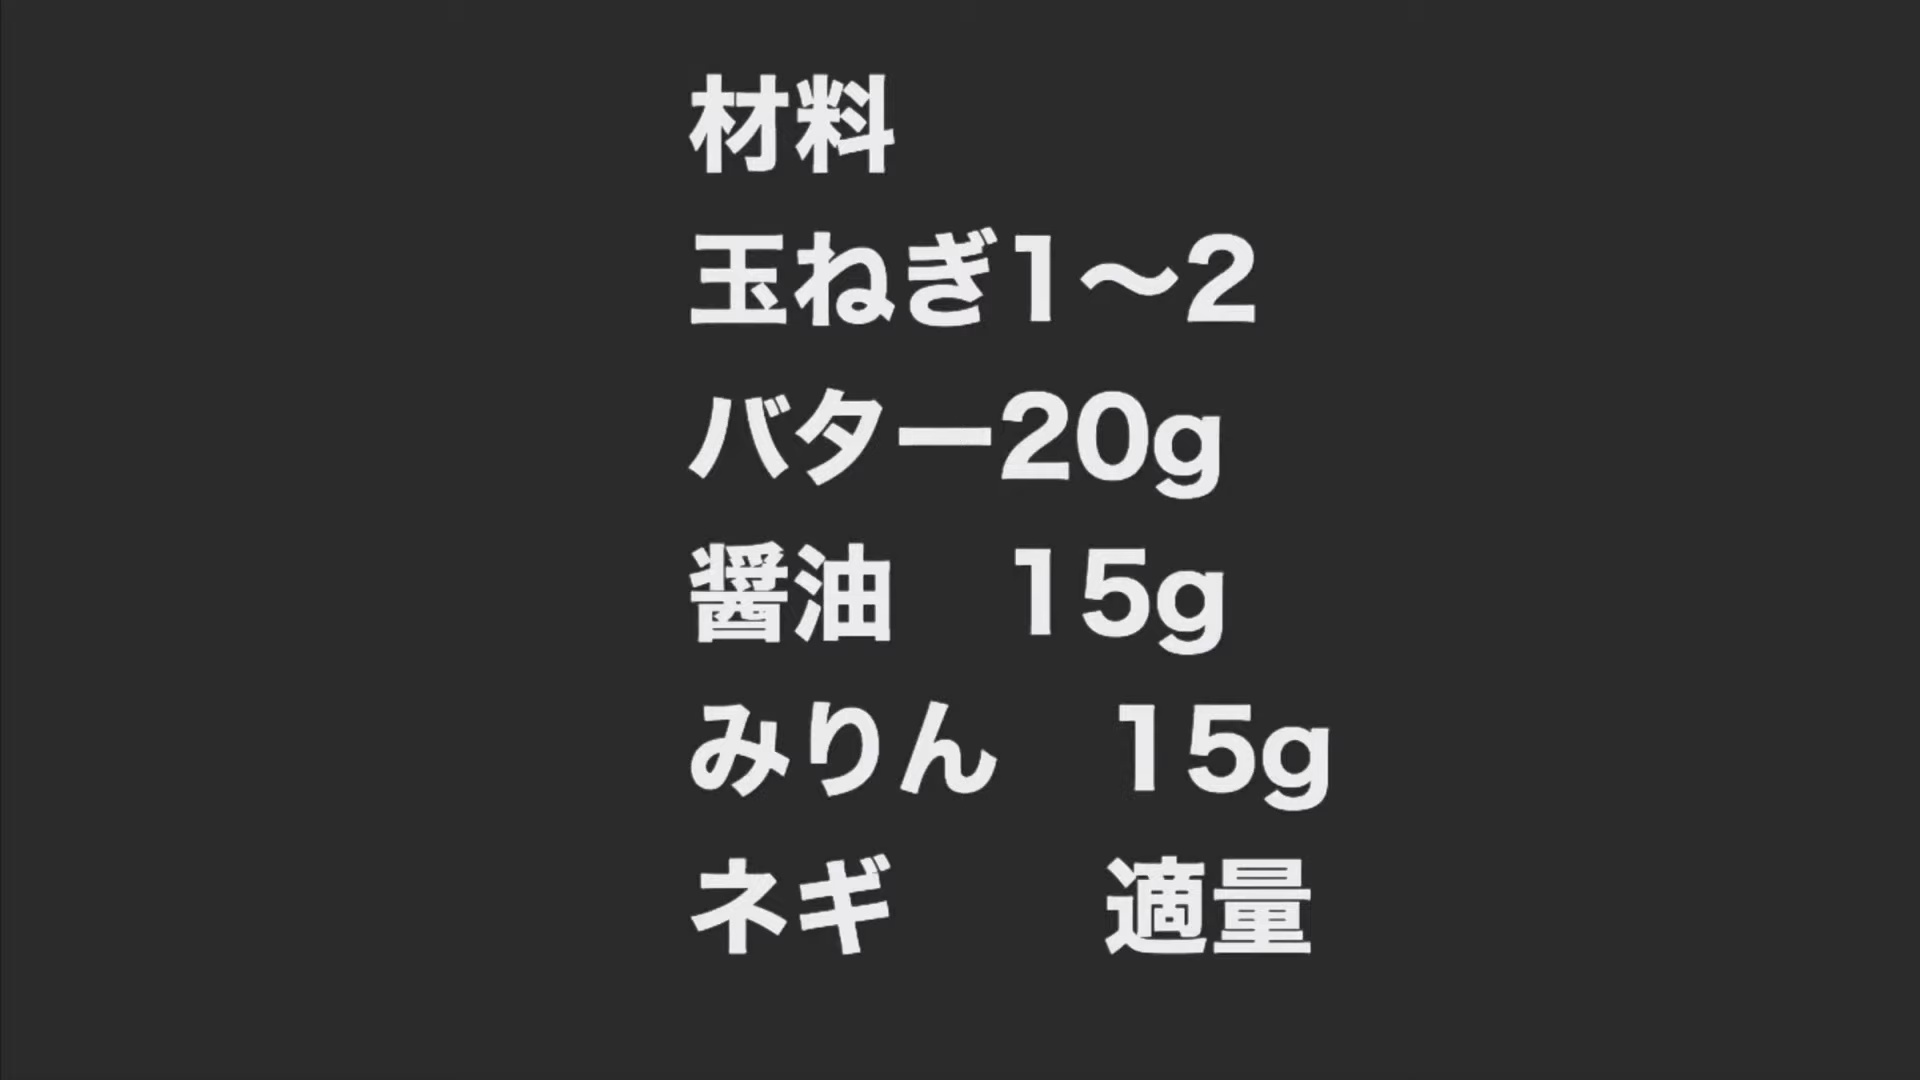 材料
玉ねぎ1〜2
バター20g
醤油　15g
みりん　15g
ネギ　　適量